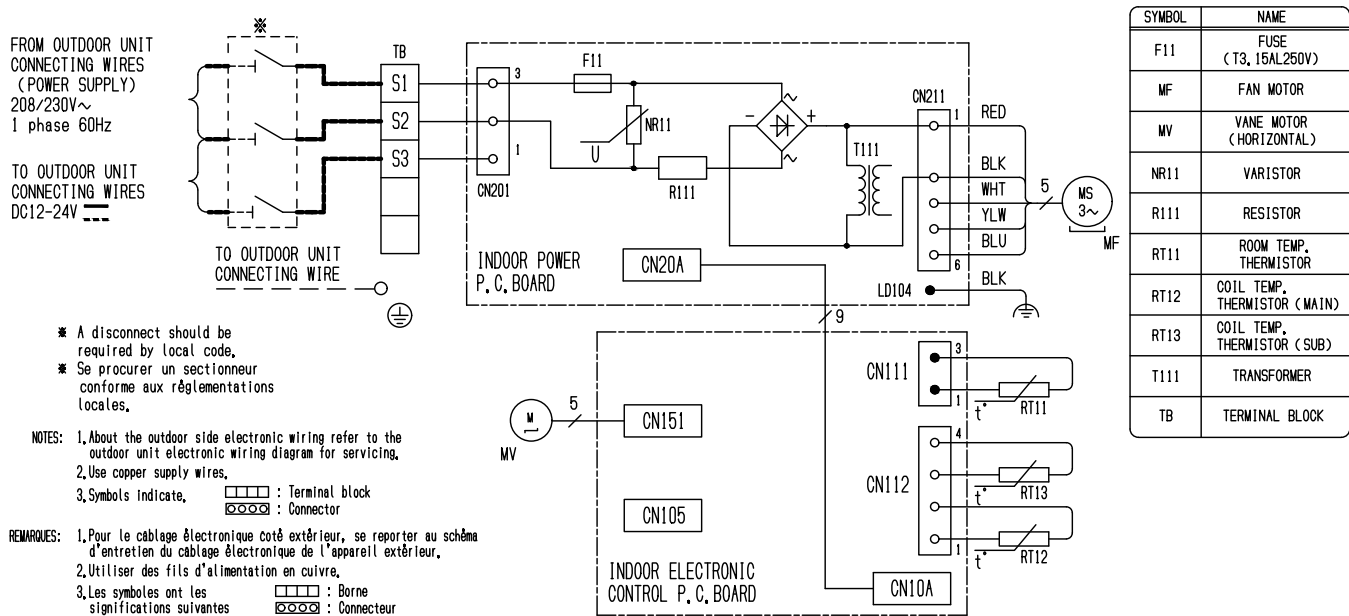 ※
FROM OUTDOOR UNIT
CONNECTING WIRES
(POWER SUPPLY)
208/230V~
1 phase 60Hz
TO OUTDOOR UNIT
CONNECTING WIRES
DC12-24V
TB
S1
S2
S3
TO OUTDOOR UNIT
CONNECTING WIRE
3
1
CN201
F11
NR11
U
R111
~
-
+
~
T111
CN211
1
6
RED
BLK
WHT
YLW
BLU
5
MS
3~
MF
LD104
BLK
INDOOR POWER
P.C.BOARD
CN20A
9
※ A disconnect should be
required by local code.
※ Se procurer un sectionneur
conforme aux réglementations
locales.
NOTES: 1.About the outdoor side electronic wiring refer to the
outdoor unit electronic wiring diagram for servicing.
2.Use copper supply wires.
3.Symbols indicate. : Terminal block
: Connector
REMARQUES: 1.Pour le câblage électronique coté extérieur, se reporter au schéma
d'entretien du câblage électronique de l'appareil extérieur.
2.Utiliser des fils d'alimentation en cuivre.
3.Les symboles ont les : Borne
significations suivantes : Connecteur
M
MV
5
CN151
CN105
INDOOR ELECTRONIC
CONTROL P.C.BOARD
CN10A
CN111
3
1
t°
RT11
CN112
4
1
t°
RT13
t°
RT12
SYMBOL NAME
F11 FUSE
(T3.15AL250V)
MF FAN MOTOR
MV VANE MOTOR
(HORIZONTAL)
NR11 VARISTOR
R111 RESISTOR
RT11 ROOM TEMP.
THERMISTOR
RT12 COIL TEMP.
THERMISTOR (MAIN)
RT13 COIL TEMP.
THERMISTOR (SUB)
T111 TRANSFORMER
TB TERMINAL BLOCK